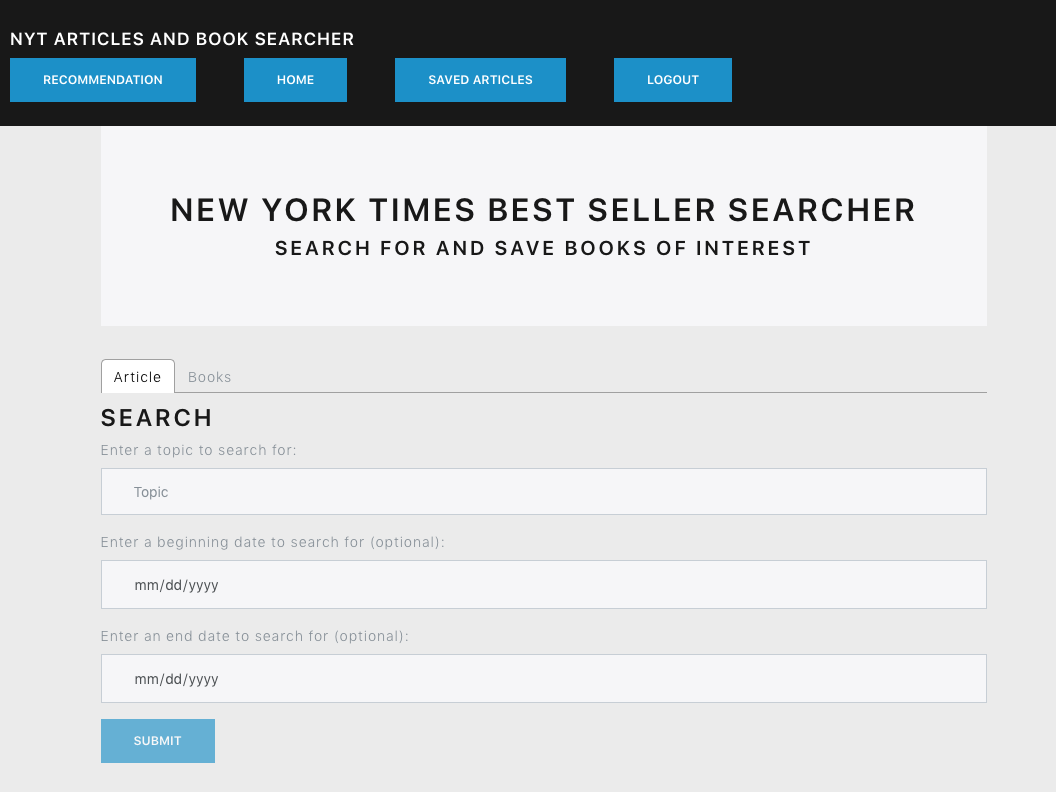 NYT ARTICLES AND BOOK SEARCHER
RECOMMENDATION HOME SAVED ARTICLES LOGOUT
NEW YORK TIMES BEST SELLER SEARCHER
SEARCH FOR AND SAVE BOOKS OF INTEREST
Article Books
SEARCH
Enter a topic to search for:
Topic
Enter a beginning date to search for (optional):
mm/dd/yyyy
Enter an end date to search for (optional):
mm/dd/yyyy
SUBMIT